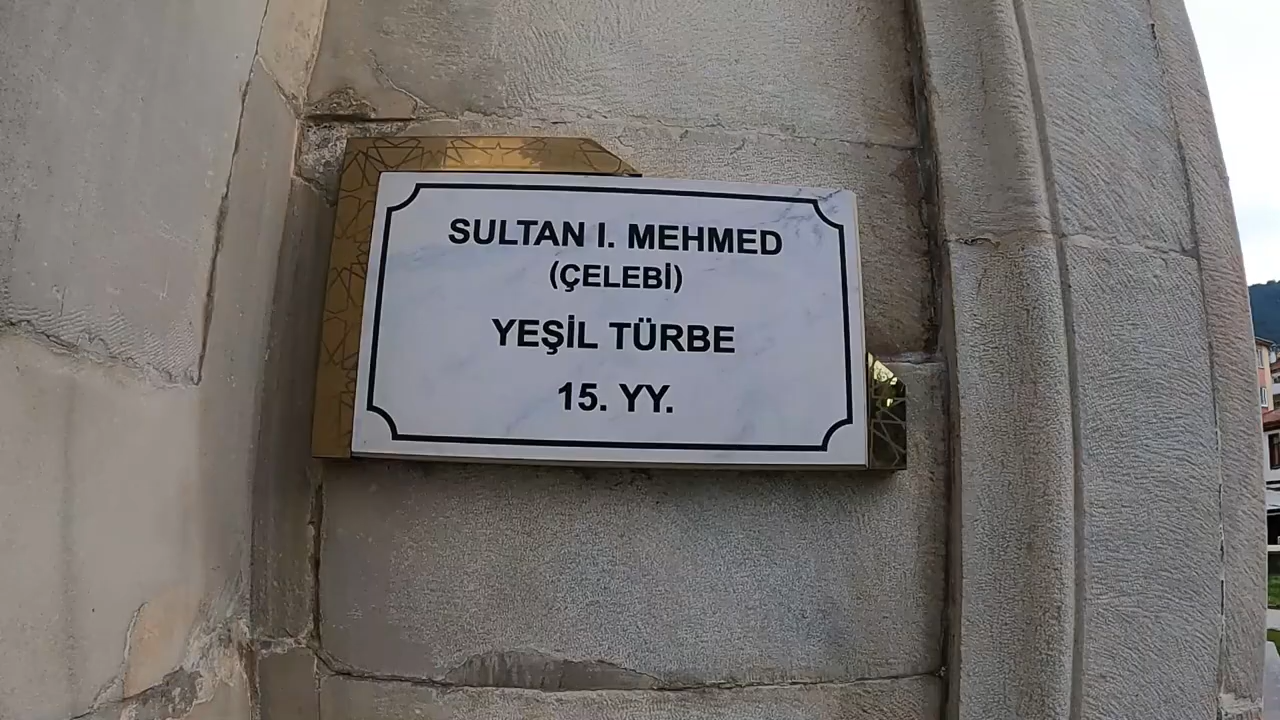 SULTAN I. MEHMED
(ÇELEBİ)
YEŞİL TÜRBE
15. YY.